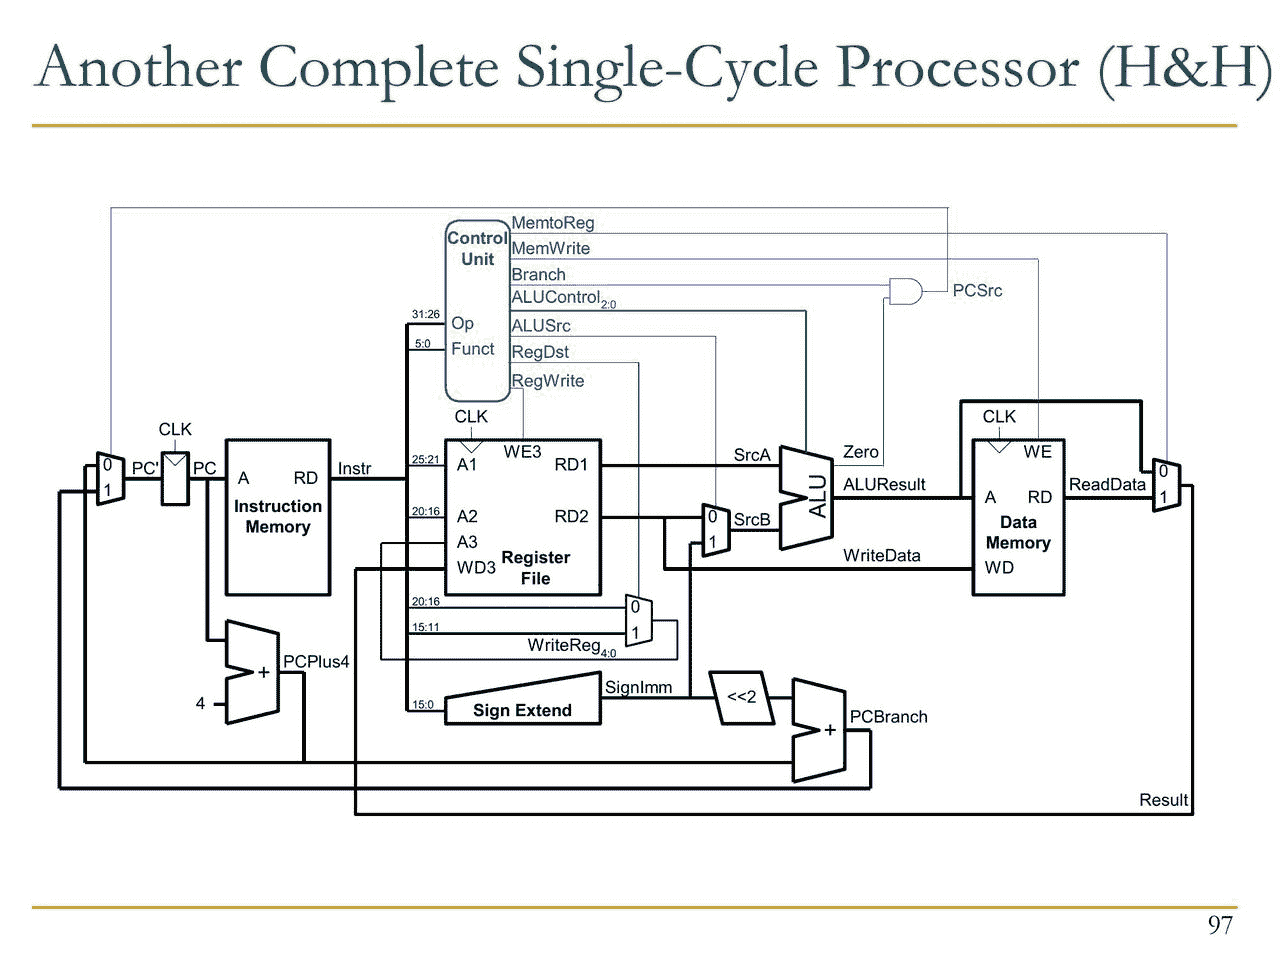 Another Complete Single-Cycle Processor (H&H)
MemtoReg
Control
Unit
MemWrite
Branch
PCSrc
ALUControl2:0
31:26
Op
ALUSrc
5:0
Funct
RegDst
RegWrite
CLK
CLK
CLK
0
1
PC'
PC
A
RD
Instruction
Memory
Instr
25:21
A1
WE3
RD1
SrcA
Zero
WE
0
1
ALU
ALUResult
A
RD
ReadData
20:16
A2
RD2
0
1
SrcB
Data
Memory
A3
WD3
Register
File
WriteData
WD
20:16
0
15:11
1
WriteReg4:0
PCPlus4
+
4
SignImm
15:0
Sign Extend
<<2
PCBranch
+
Result
97